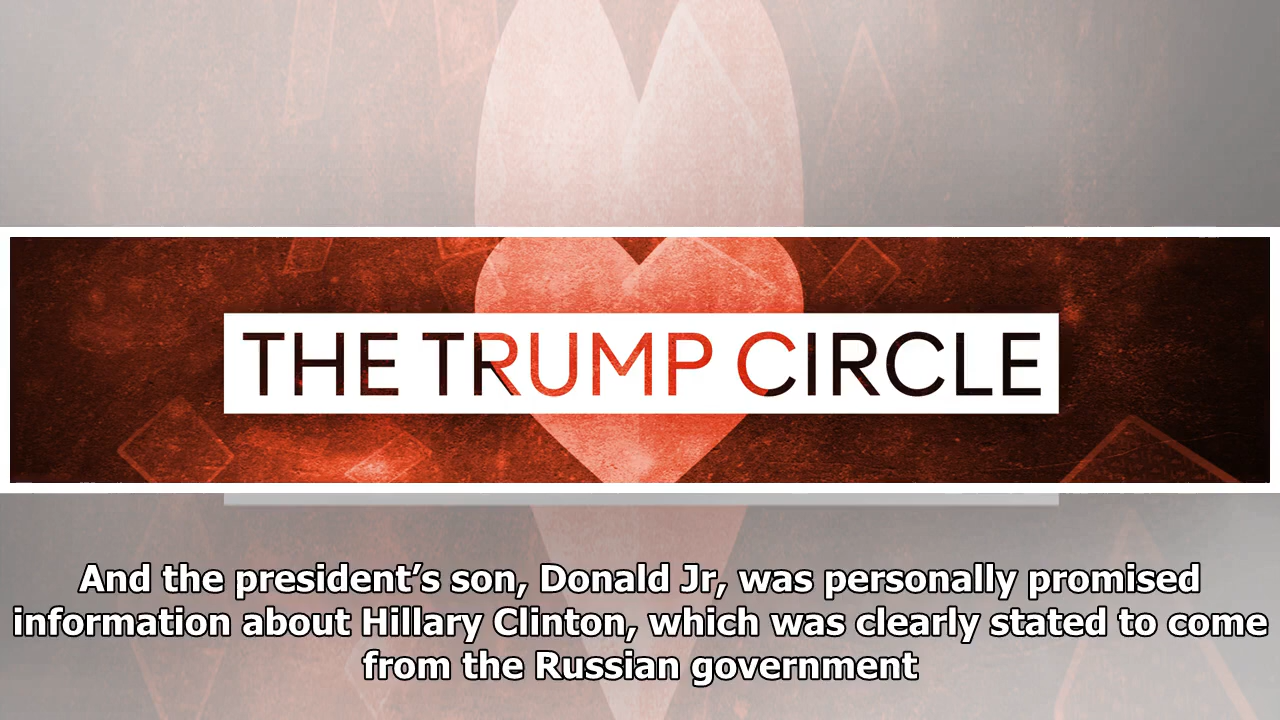 THE TRUMP CIRCLE
And the president’s son, Donald Jr, was personally promised
information about Hillary Clinton, which was clearly stated to come
from the Russian government